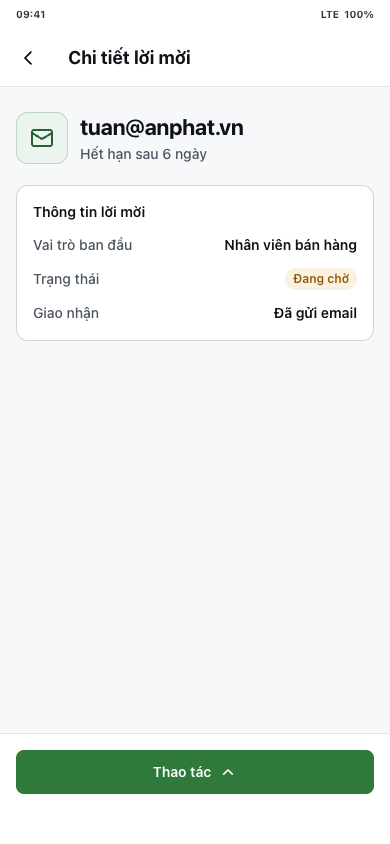 09:41 LTE 100%
Chi tiết lời mời
tuan@anphat.vn
Hết hạn sau 6 ngày
Thông tin lời mời
Vai trò ban đầu Nhân viên bán hàng
Trạng thái Đang chờ
Giao nhận Đã gửi email
Thao tác